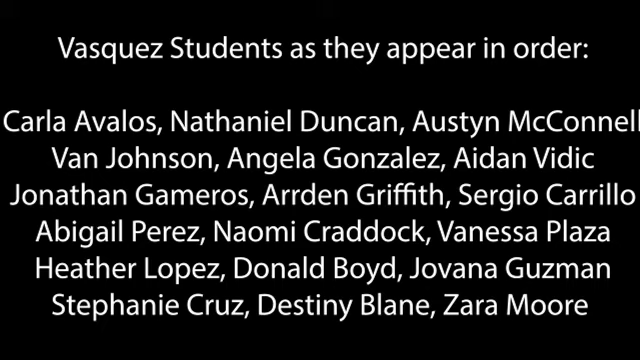 Vasquez Students as they appear in order:
Carla Avalos, Nathaniel Duncan, Austyn McConnell
Van Johnson, Angela Gonzalez, Aidan Vidic
Jonathan Gameros, Arrden Griffith, Sergio Carrillo
Abigail Perez, Naomi Craddock, Vanessa Plaza
Heather Lopez, Donald Boyd, Jovana Guzman
Stephanie Cruz, Destiny Blane, Zara Moore